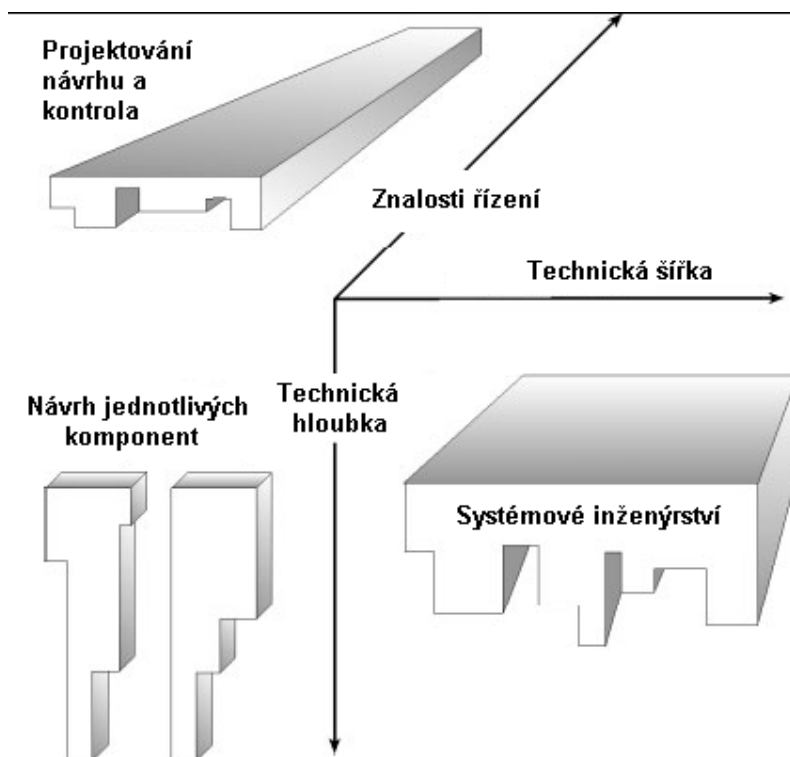 Projektování
návrhu a
kontrola
Znalosti řízení
Technická šířka
Technická
hloubka
Návrh jednotlivých
komponent
Systémové inženýrství